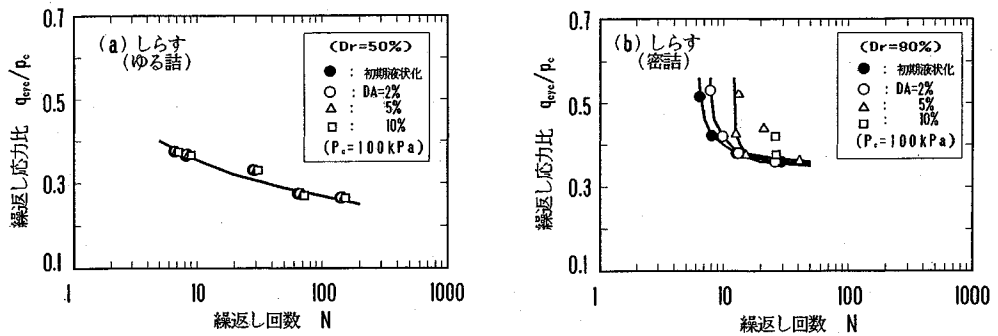 0.7
0.5
0.3
0.1
繰返し応力比 qcyc/pc
(a) しらす
(ゆる詰)
(Dr=50%)
● : 初期液状化
○ : DA=2%
△ : 5%
□ : 10%
(Pc=100kPa)
1 10 100 1000
繰返し回数 N
0.7
0.5
0.3
0.1
繰返し応力比 qcyc/pc
(b) しらす
(密詰)
(Dr=90%)
● : 初期液状化
○ : DA=2%
△ : 5%
□ : 10%
(Pc=100kPa)
1 10 100 1000
繰返し回数 N